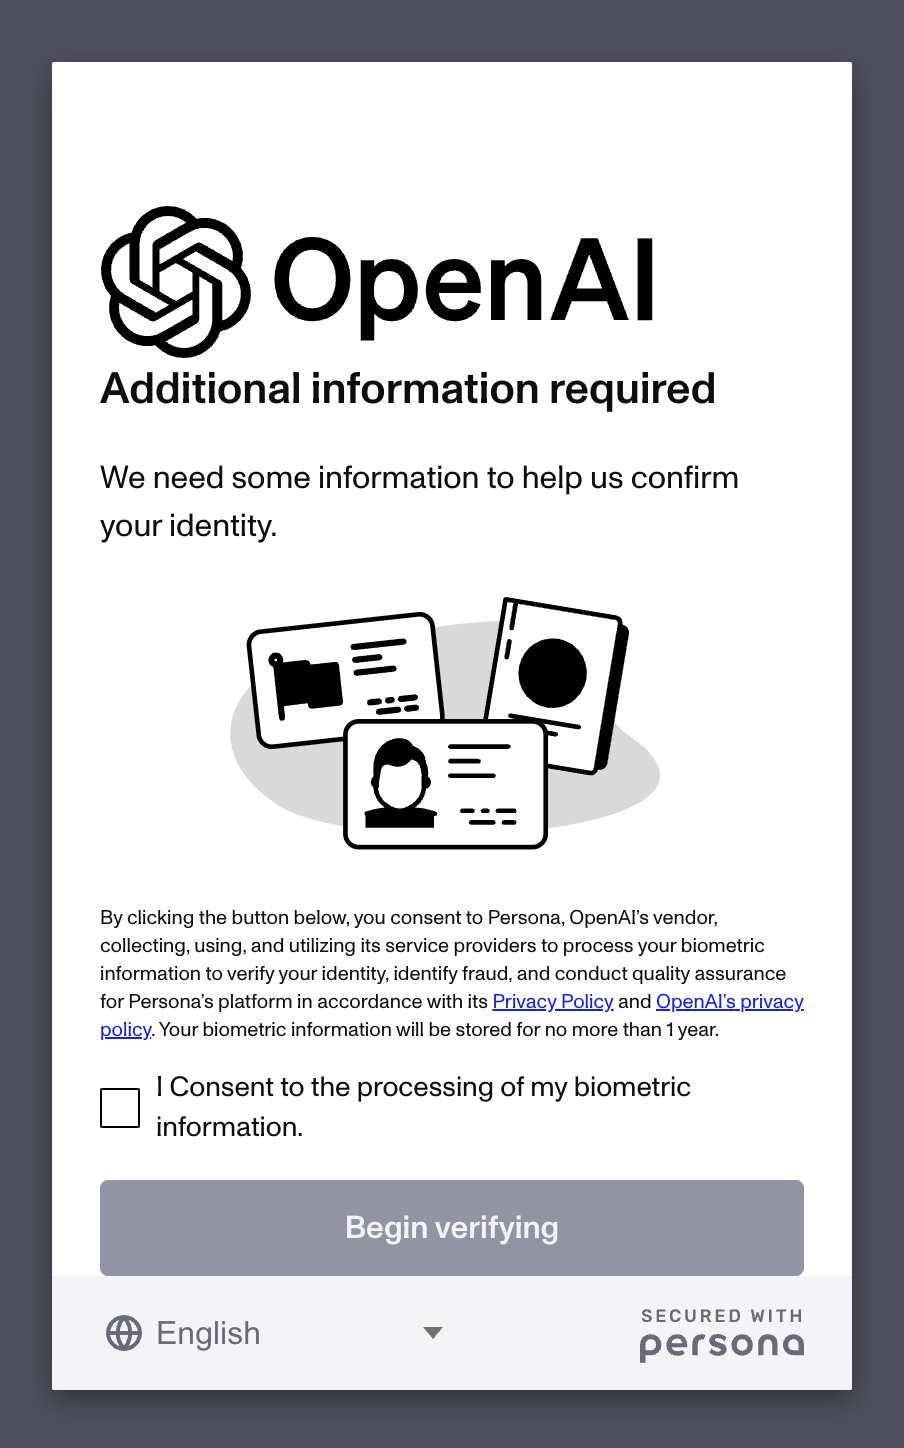 OpenAI
Additional information required
We need some information to help us confirm
your identity.
By clicking the button below, you consent to Persona, OpenAI’s vendor,
collecting, using, and utilizing its service providers to process your biometric
information to verify your identity, identify fraud, and conduct quality assurance
for Persona’s platform in accordance with its Privacy Policy and OpenAI’s privacy
policy. Your biometric information will be stored for no more than 1 year.
I Consent to the processing of my biometric
information.
Begin verifying
English
SECURED WITH
persona